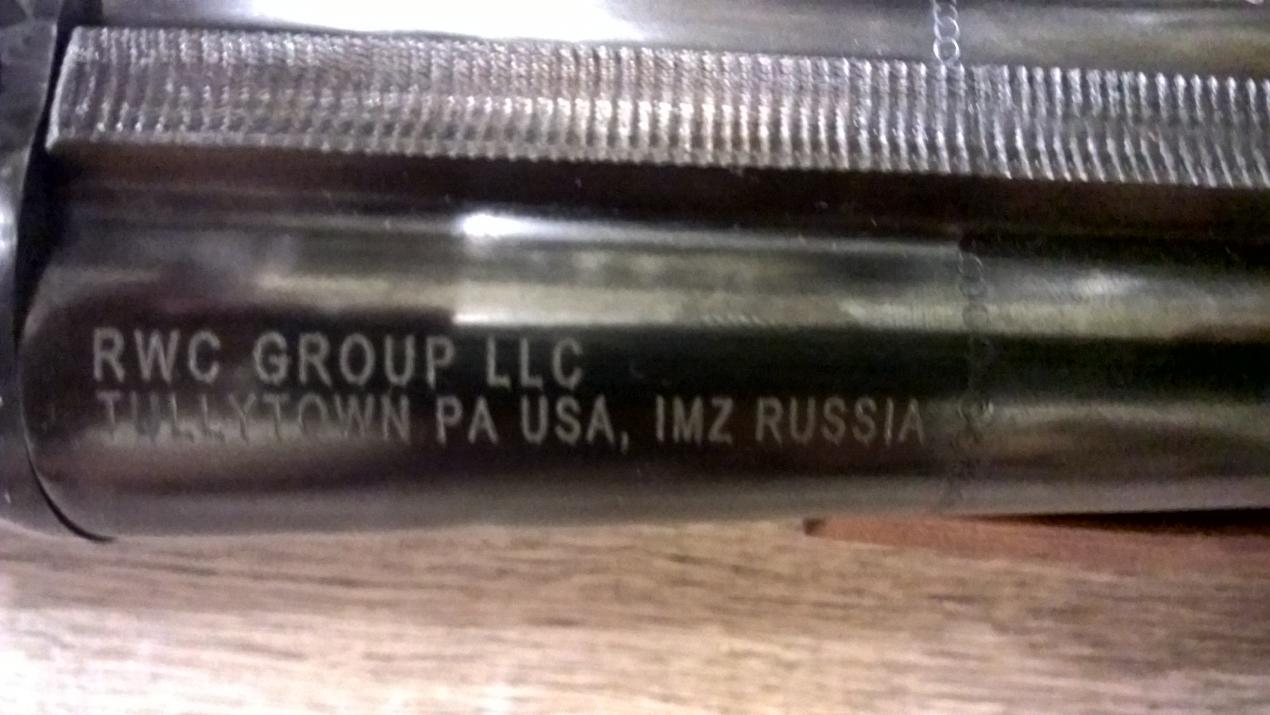 RWC GROUP LLC
TULLYTOWN PA USA, IMZ RUSSIA